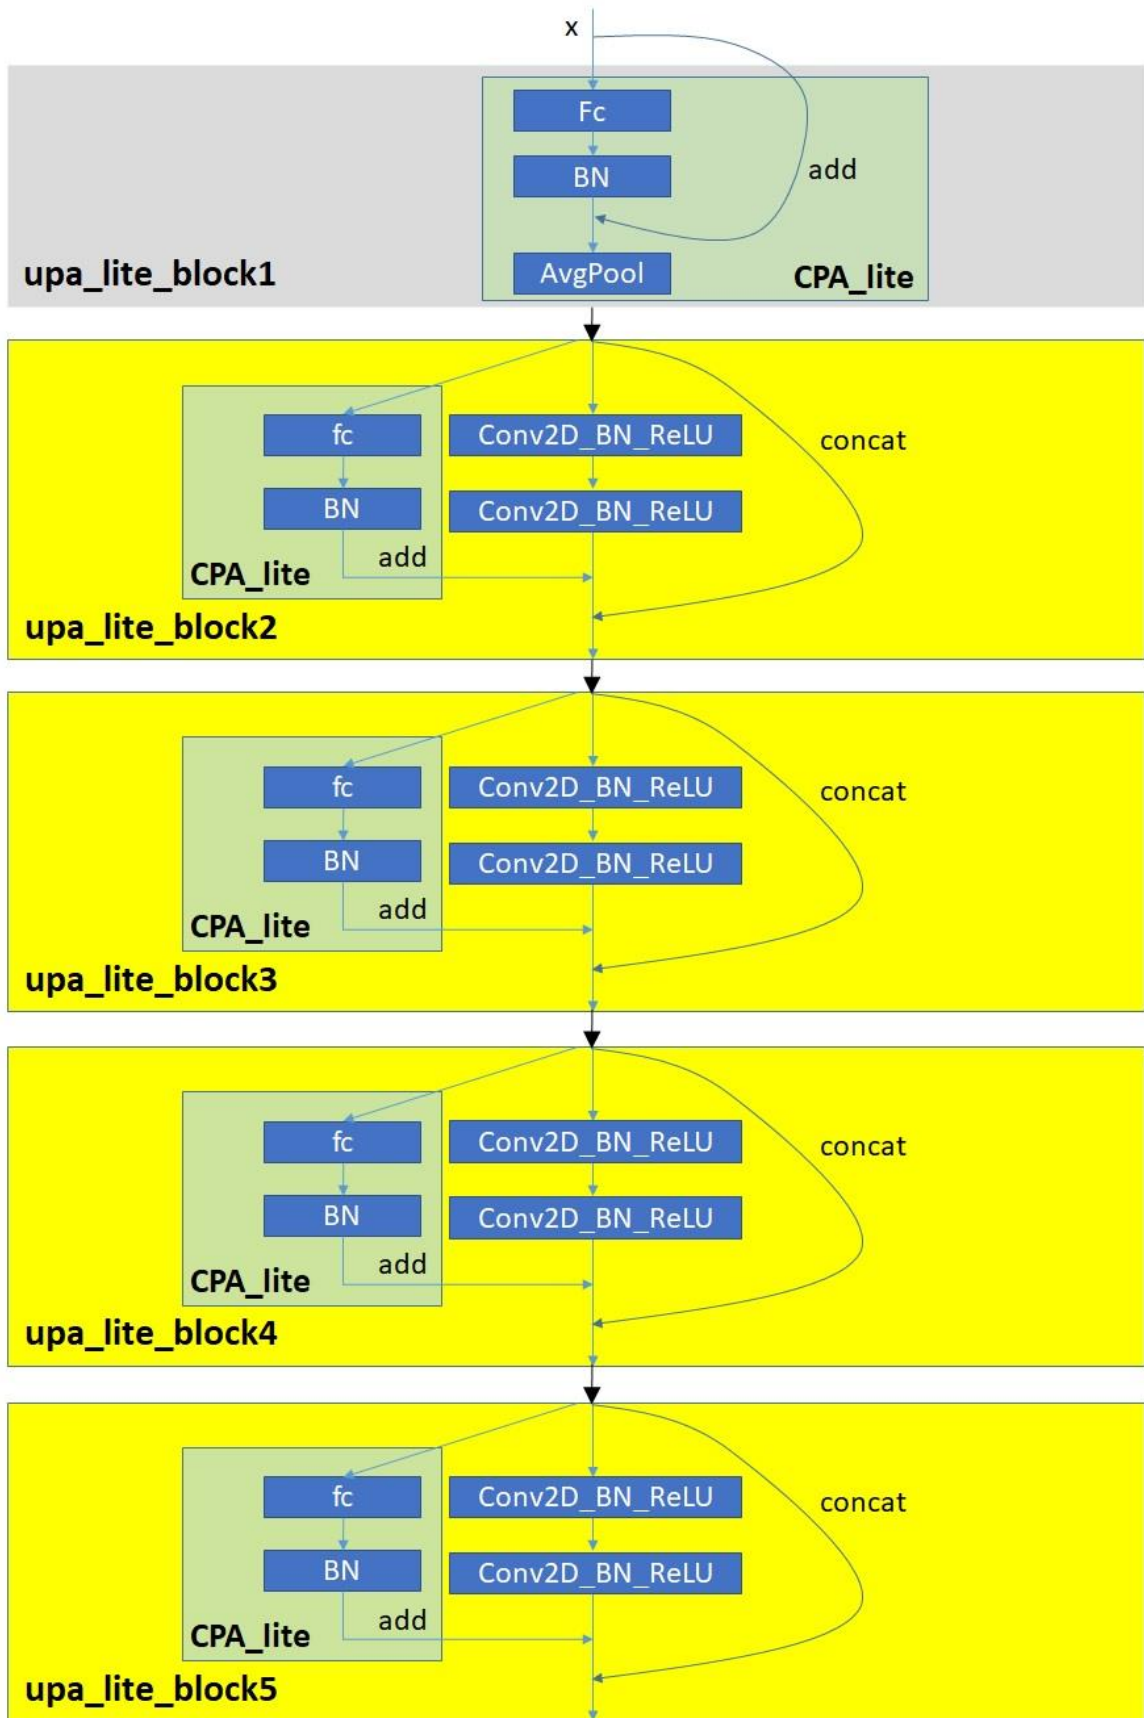 x
Fc
BN
add
AvgPool
upa_lite_block1
CPA_lite
fc
Conv2D_BN_ReLU
concat
BN
Conv2D_BN_ReLU
add
CPA_lite
upa_lite_block2
fc
Conv2D_BN_ReLU
concat
BN
Conv2D_BN_ReLU
add
CPA_lite
upa_lite_block3
fc
Conv2D_BN_ReLU
concat
BN
Conv2D_BN_ReLU
add
CPA_lite
upa_lite_block4
fc
Conv2D_BN_ReLU
concat
BN
Conv2D_BN_ReLU
add
CPA_lite
upa_lite_block5